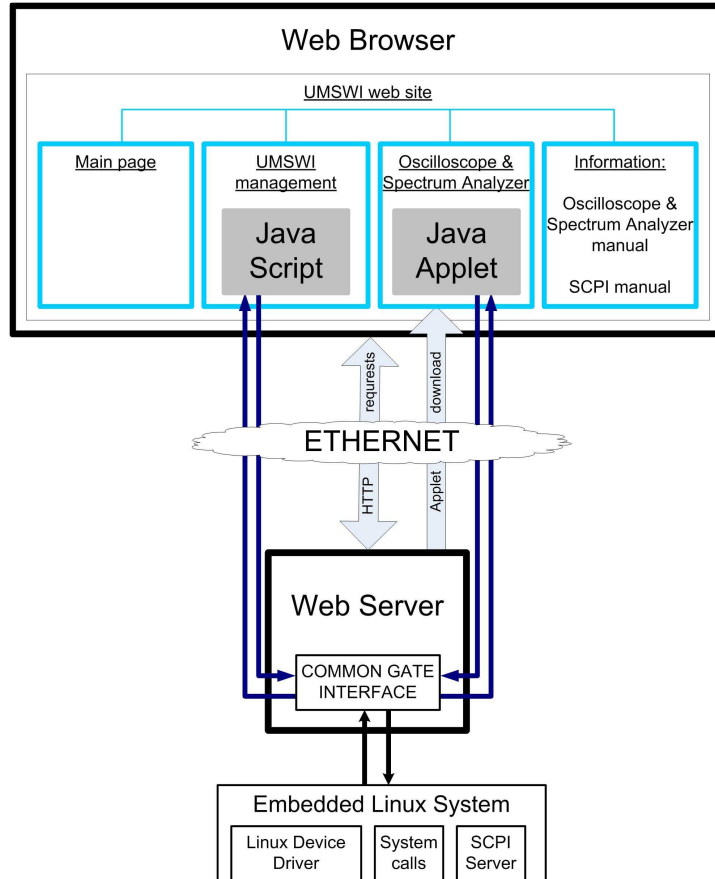 Web Browser
UMSWI web site
Main page
UMSWI
management
Java
Script
Oscilloscope &
Spectrum Analyzer
Java
Applet
Information:
Oscilloscope &
Spectrum Analyzer
manual
SCPI manual
requrests
download
ETHERNET
HTTP
Applet
Web Server
COMMON GATE
INTERFACE
Embedded Linux System
Linux Device
Driver
System
calls
SCPI
Server